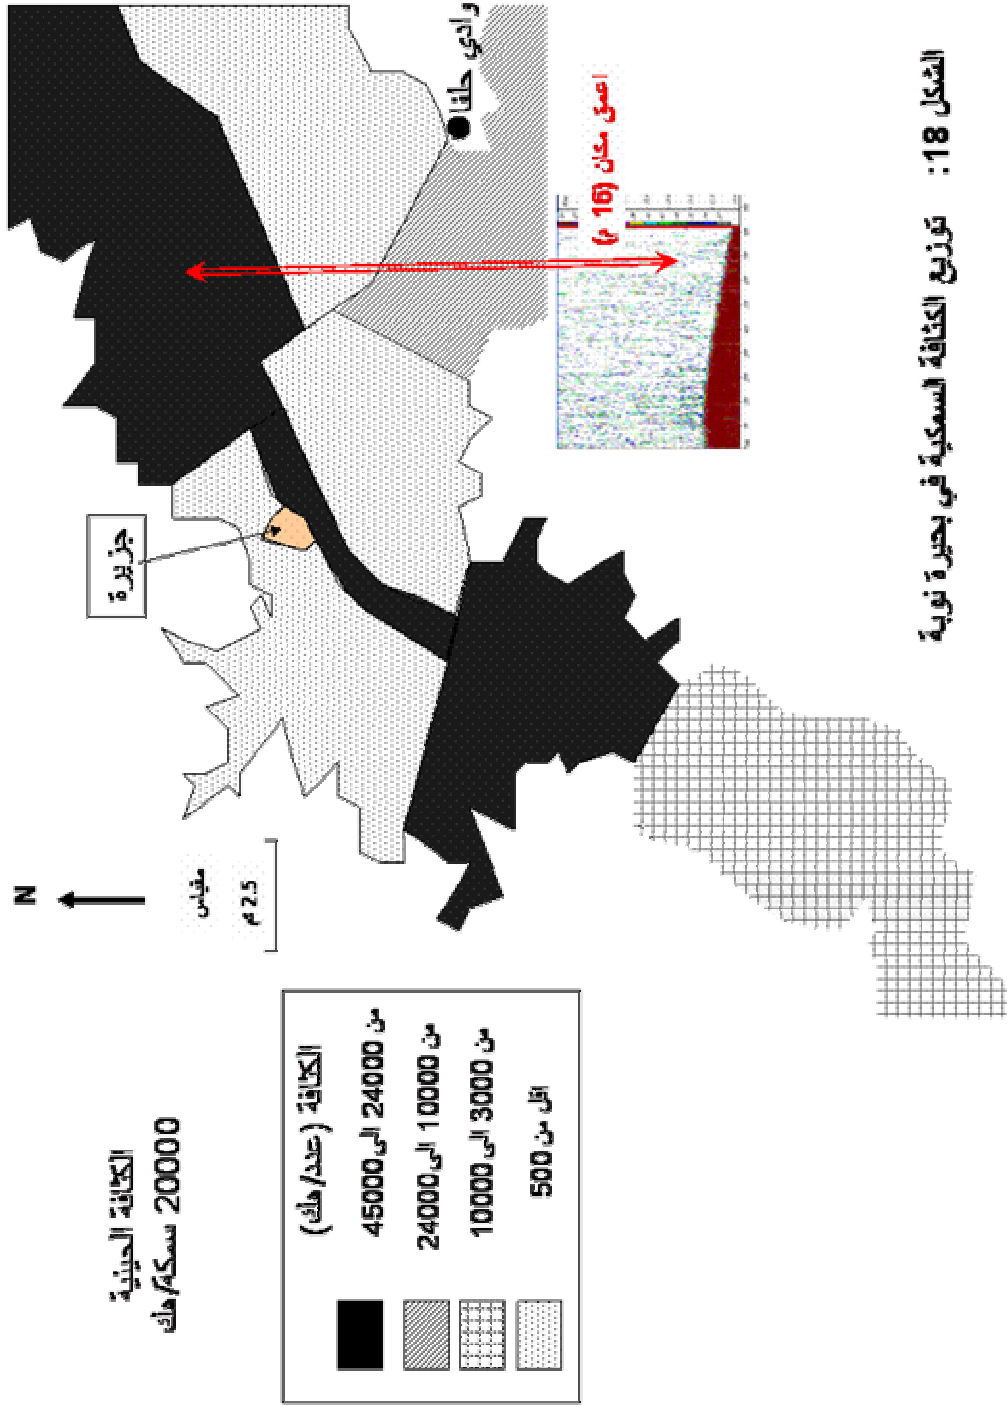 N
مقياس
2.5 م
جزيرة
وادي حلفا
اعمق مكان (16 م)
الكثافة الحينية
20000 سمكة/هك
الكثافة (عدد/هك)
من 24000 الى 45000
من 10000 الى 24000
من 3000 الى 10000
اقل من 500
الشكل 18: توزيع الكثافة السمكية في بحيرة نوبة